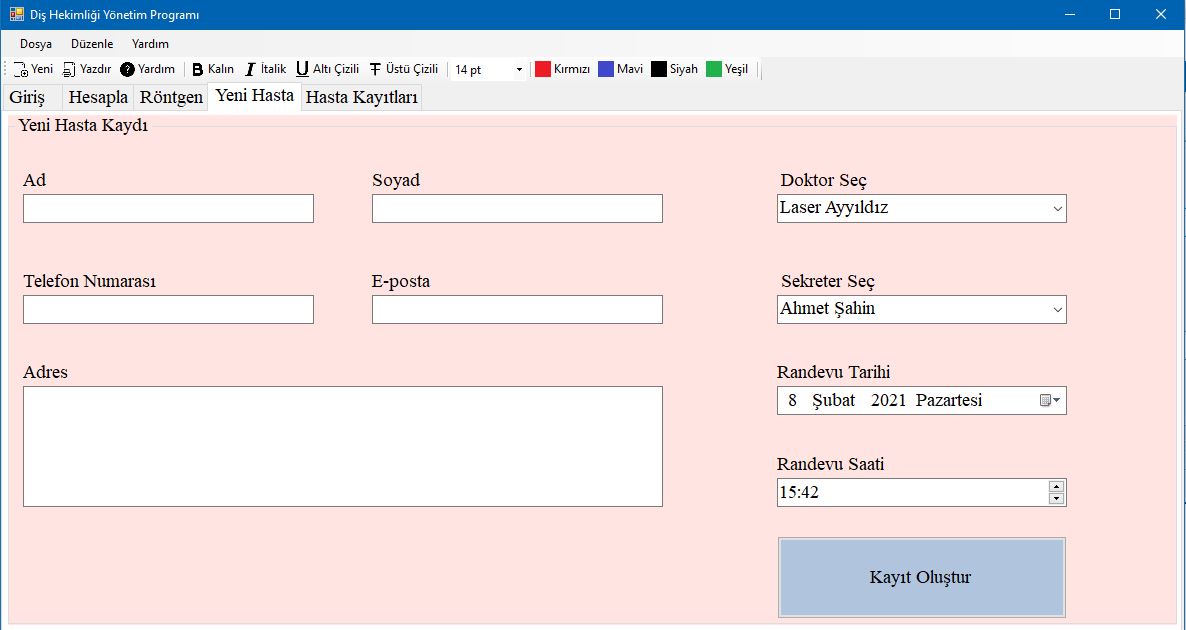 Diş Hekimliği Yönetim Programı
Dosya Düzenle Yardım
Yeni Yazdır ? Yardım B Kalın I İtalik U Altı Çizili T Üstü Çizili 14 pt Kırmızı Mavi Siyah Yeşil
Giriş Hesapla Röntgen Yeni Hasta Hasta Kayıtları
Yeni Hasta Kaydı
Ad Soyad Doktor Seç
Laser Ayyıldız
Telefon Numarası E-posta Sekreter Seç
Ahmet Şahin
Adres Randevu Tarihi
8 Şubat 2021 Pazartesi
Randevu Saati
15:42
Kayıt Oluştur